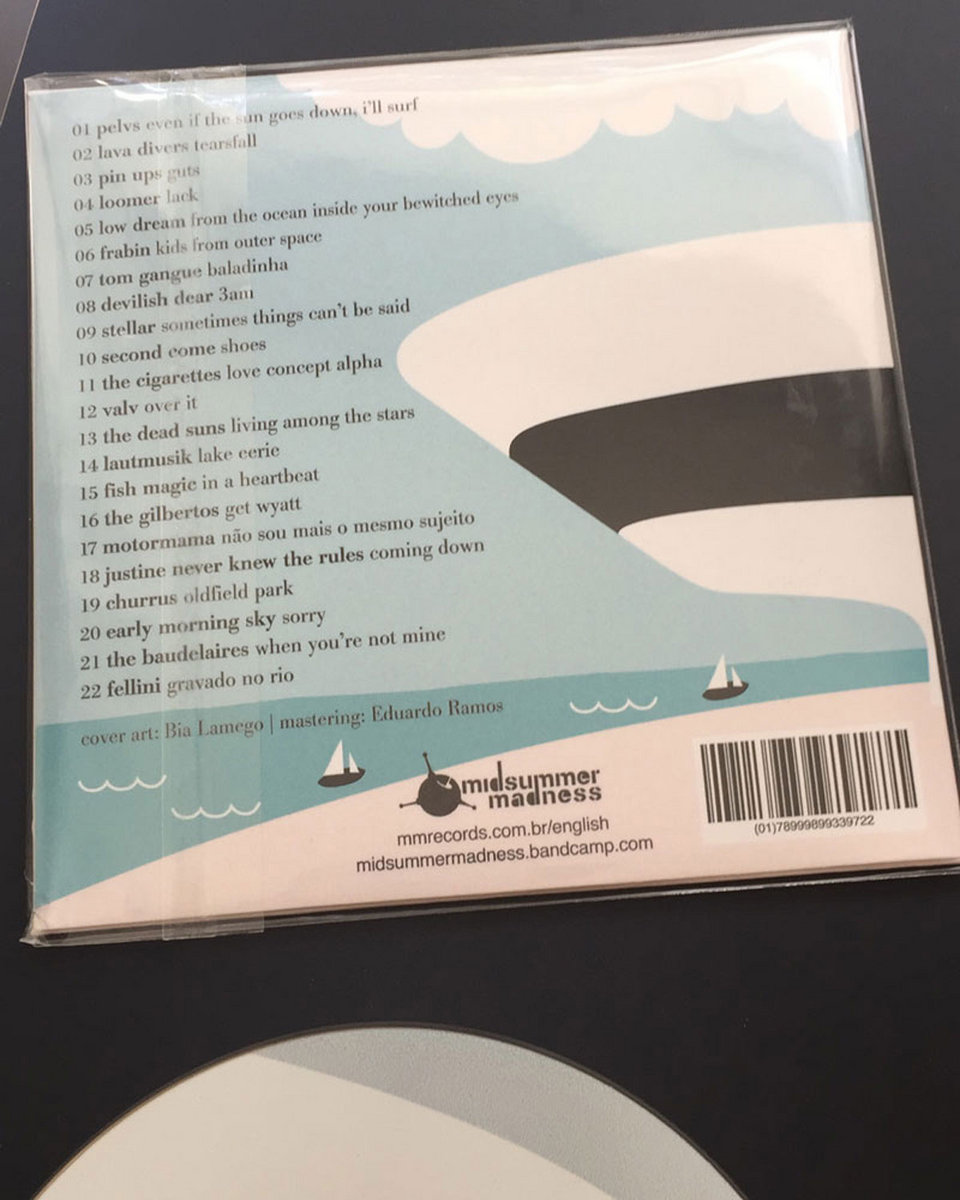 01 pelvs even if the sun goes down, i'll surf
02 lava divers tearsfall
03 pin ups guts
04 loomer lack
05 low dream from the ocean inside your bewitched eyes
06 frabin kids from outer space
07 tom gangue baladinha
08 devilish dear 3am
09 stellar sometimes things can't be said
10 second come shoes
11 the cigarettes love concept alpha
12 valv over it
13 the dead suns living among the stars
14 lautmusik lake eerie
15 fish magic in a heartbeat
16 the gilbertos get wyatt
17 motormama não sou mais o mesmo sujeito
18 justine never knew the rules coming down
19 churrus oldfield park
20 early morning sky sorry
21 the baudelaires when you're not mine
22 fellini gravado no rio
cover art: Bia Lamego | mastering: Eduardo Ramos
midsummer
madness
mmrecords.com.br/english
midsummermadness.bandcamp.com
(01)78999899339722